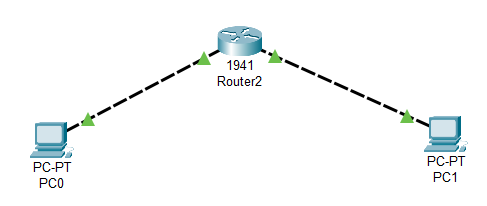 1941
Router2
PC-PT
PC0
PC-PT
PC1